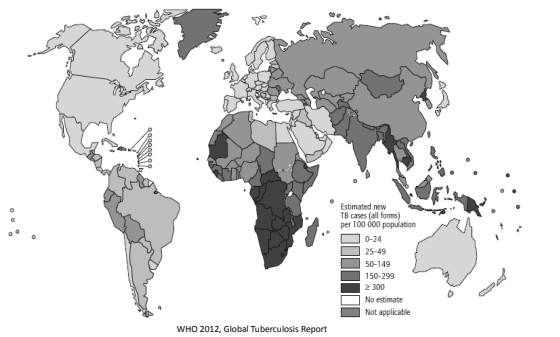 Estimated new
TB cases (all forms)
per 100 000 population
0–24
25–49
50–149
150–299
≥ 300
No estimate
Not applicable
WHO 2012, Global Tuberculosis Report